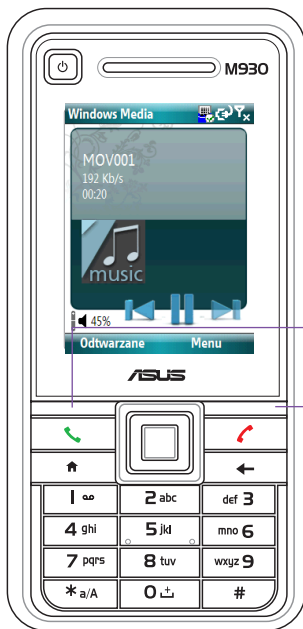 M930
Windows Media
MOV001
192 Kb/s
00:20
music
45%
Odtwarzane Menu
ASUS
1 2 abc def 3
4 ghi 5 jkl mno 6
7 pqrs 8 tuv wxyz 9
* a/A 0 + #